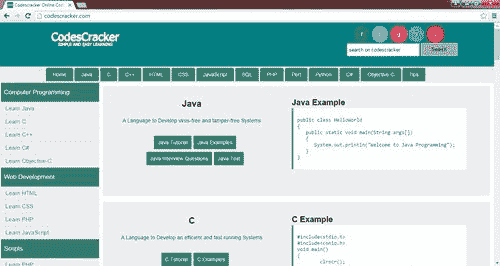 Codescracker Online Co
codescracker.com
CodesCracker
SIMPLE AND EASY LEARNING
search on codescracker
Search
Home
Java
C
C++
HTML
CSS
JavaScript
SQL
PHP
Perl
Python
C#
Objective-C
Tips
Computer Programming
Learn Java
Learn C
Learn C++
Learn C#
Learn Objective-C
Web Development
Learn HTML
Learn CSS
Learn PHP
Learn JavaScript
Scripts
Learn PHP
Java
A Language to Develop virus-free and tamper-free Systems
Java Tutorial
Java Examples
Java Interview Questions
Java Test
Java Example
public class HelloWorld
{
public static void main(String args[])
{
System.out.println("Welcome to Java Programming");
}
}
C
A Language to Develop an efficient and fast running Systems
C Tutorial
C Examples
C Example
#include<stdio.h>
#include<conio.h>
void main()
{
clrscr();